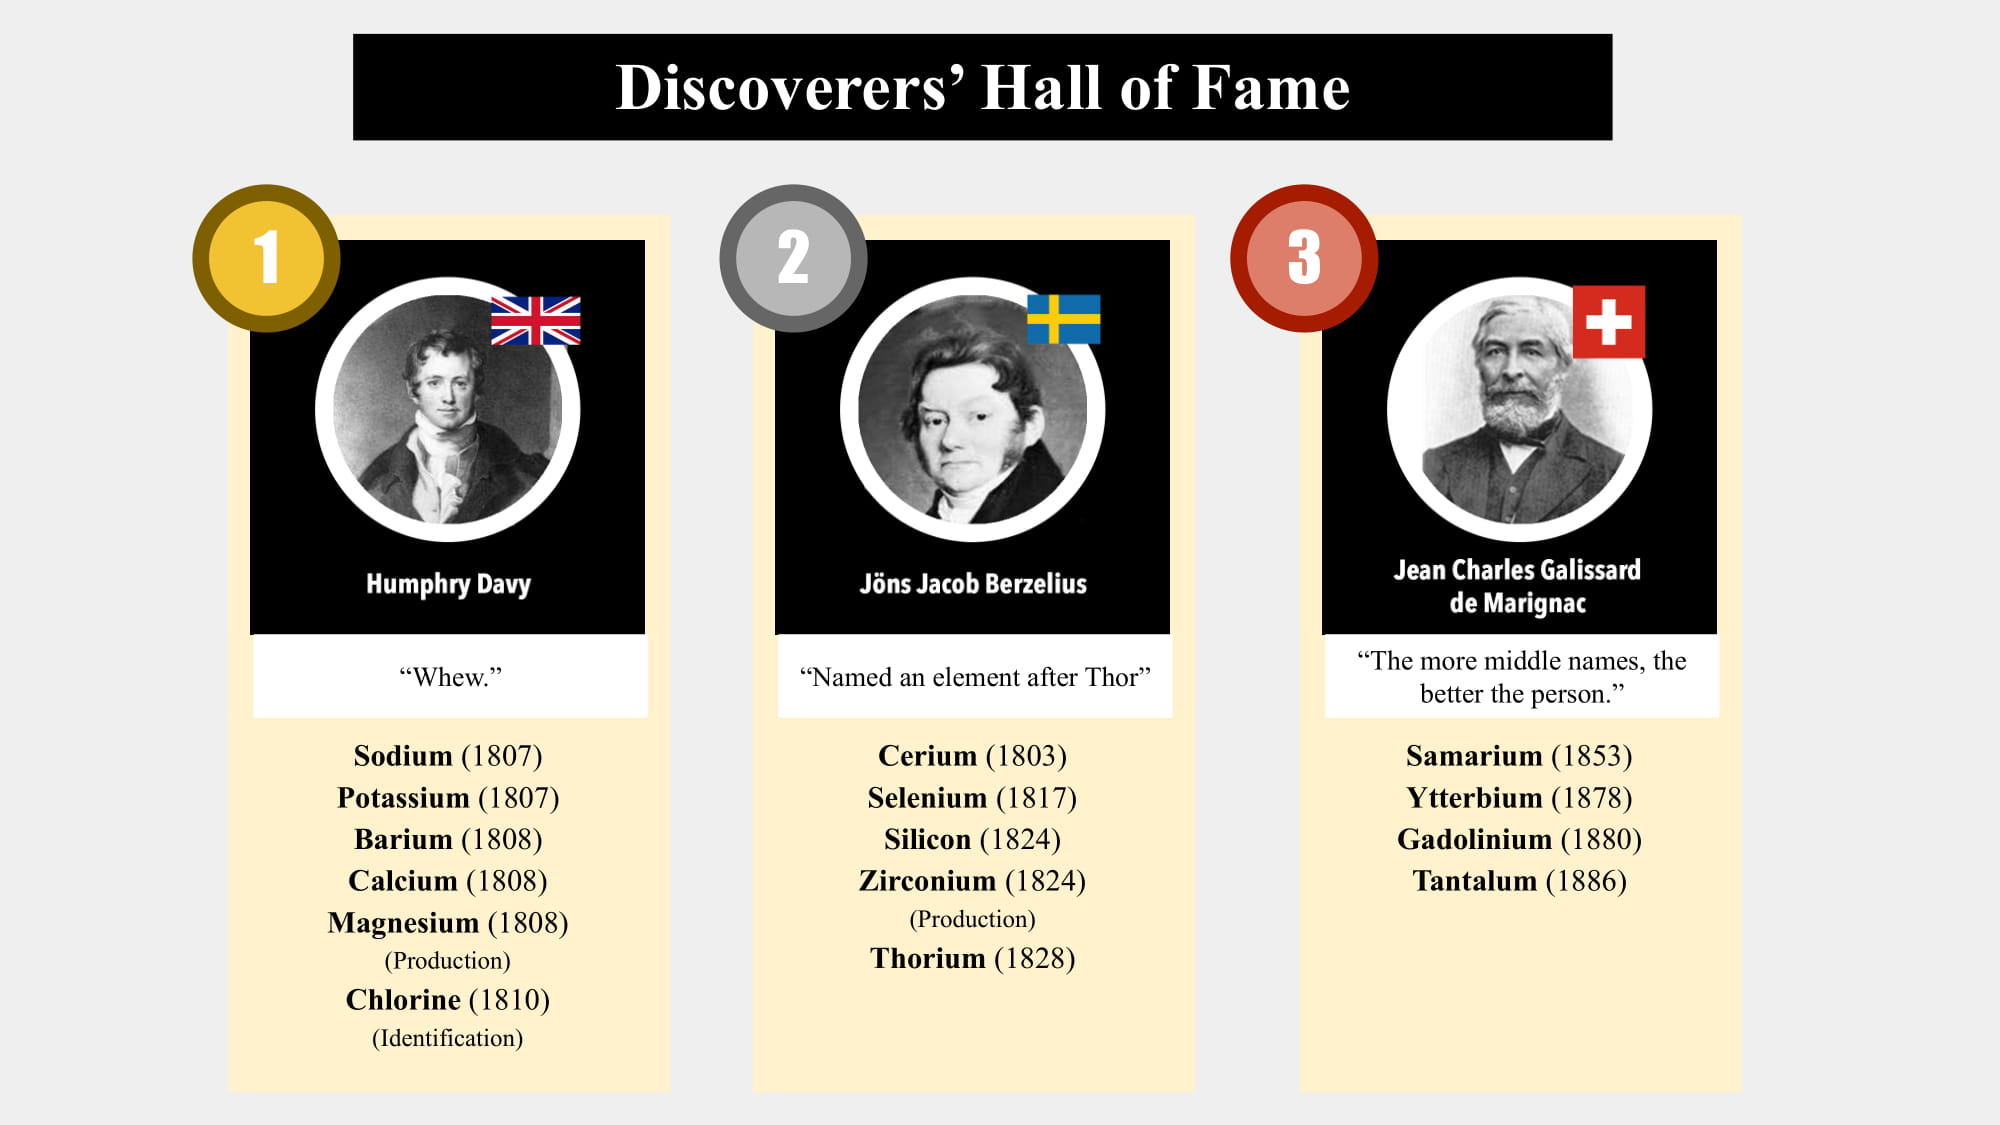 Discoverers’ Hall of Fame
1
Humphry Davy
“Whew.”
Sodium (1807)
Potassium (1807)
Barium (1808)
Calcium (1808)
Magnesium (1808)
(Production)
Chlorine (1810)
(Identification)
2
Jöns Jacob Berzelius
“Named an element after Thor”
Cerium (1803)
Selenium (1817)
Silicon (1824)
Zirconium (1824)
(Production)
Thorium (1828)
3
Jean Charles Galissard
de Marignac
“The more middle names, the
better the person.”
Samarium (1853)
Ytterbium (1878)
Gadolinium (1880)
Tantalum (1886)